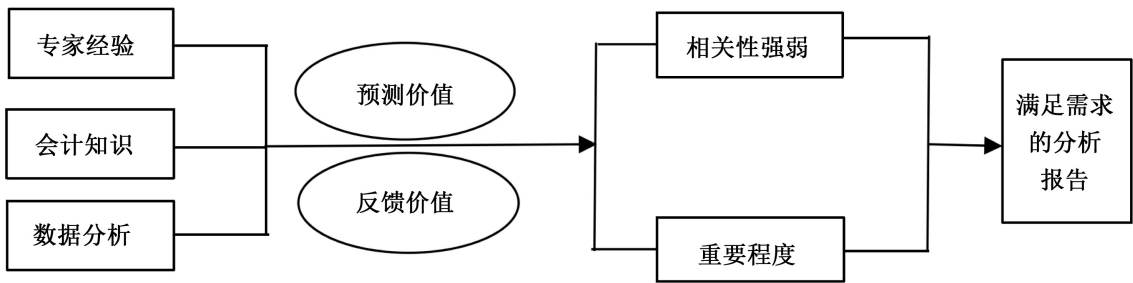 专家经验
会计知识
数据分析
预测价值
反馈价值
相关性强弱
重要程度
满足需求
的分析
报告